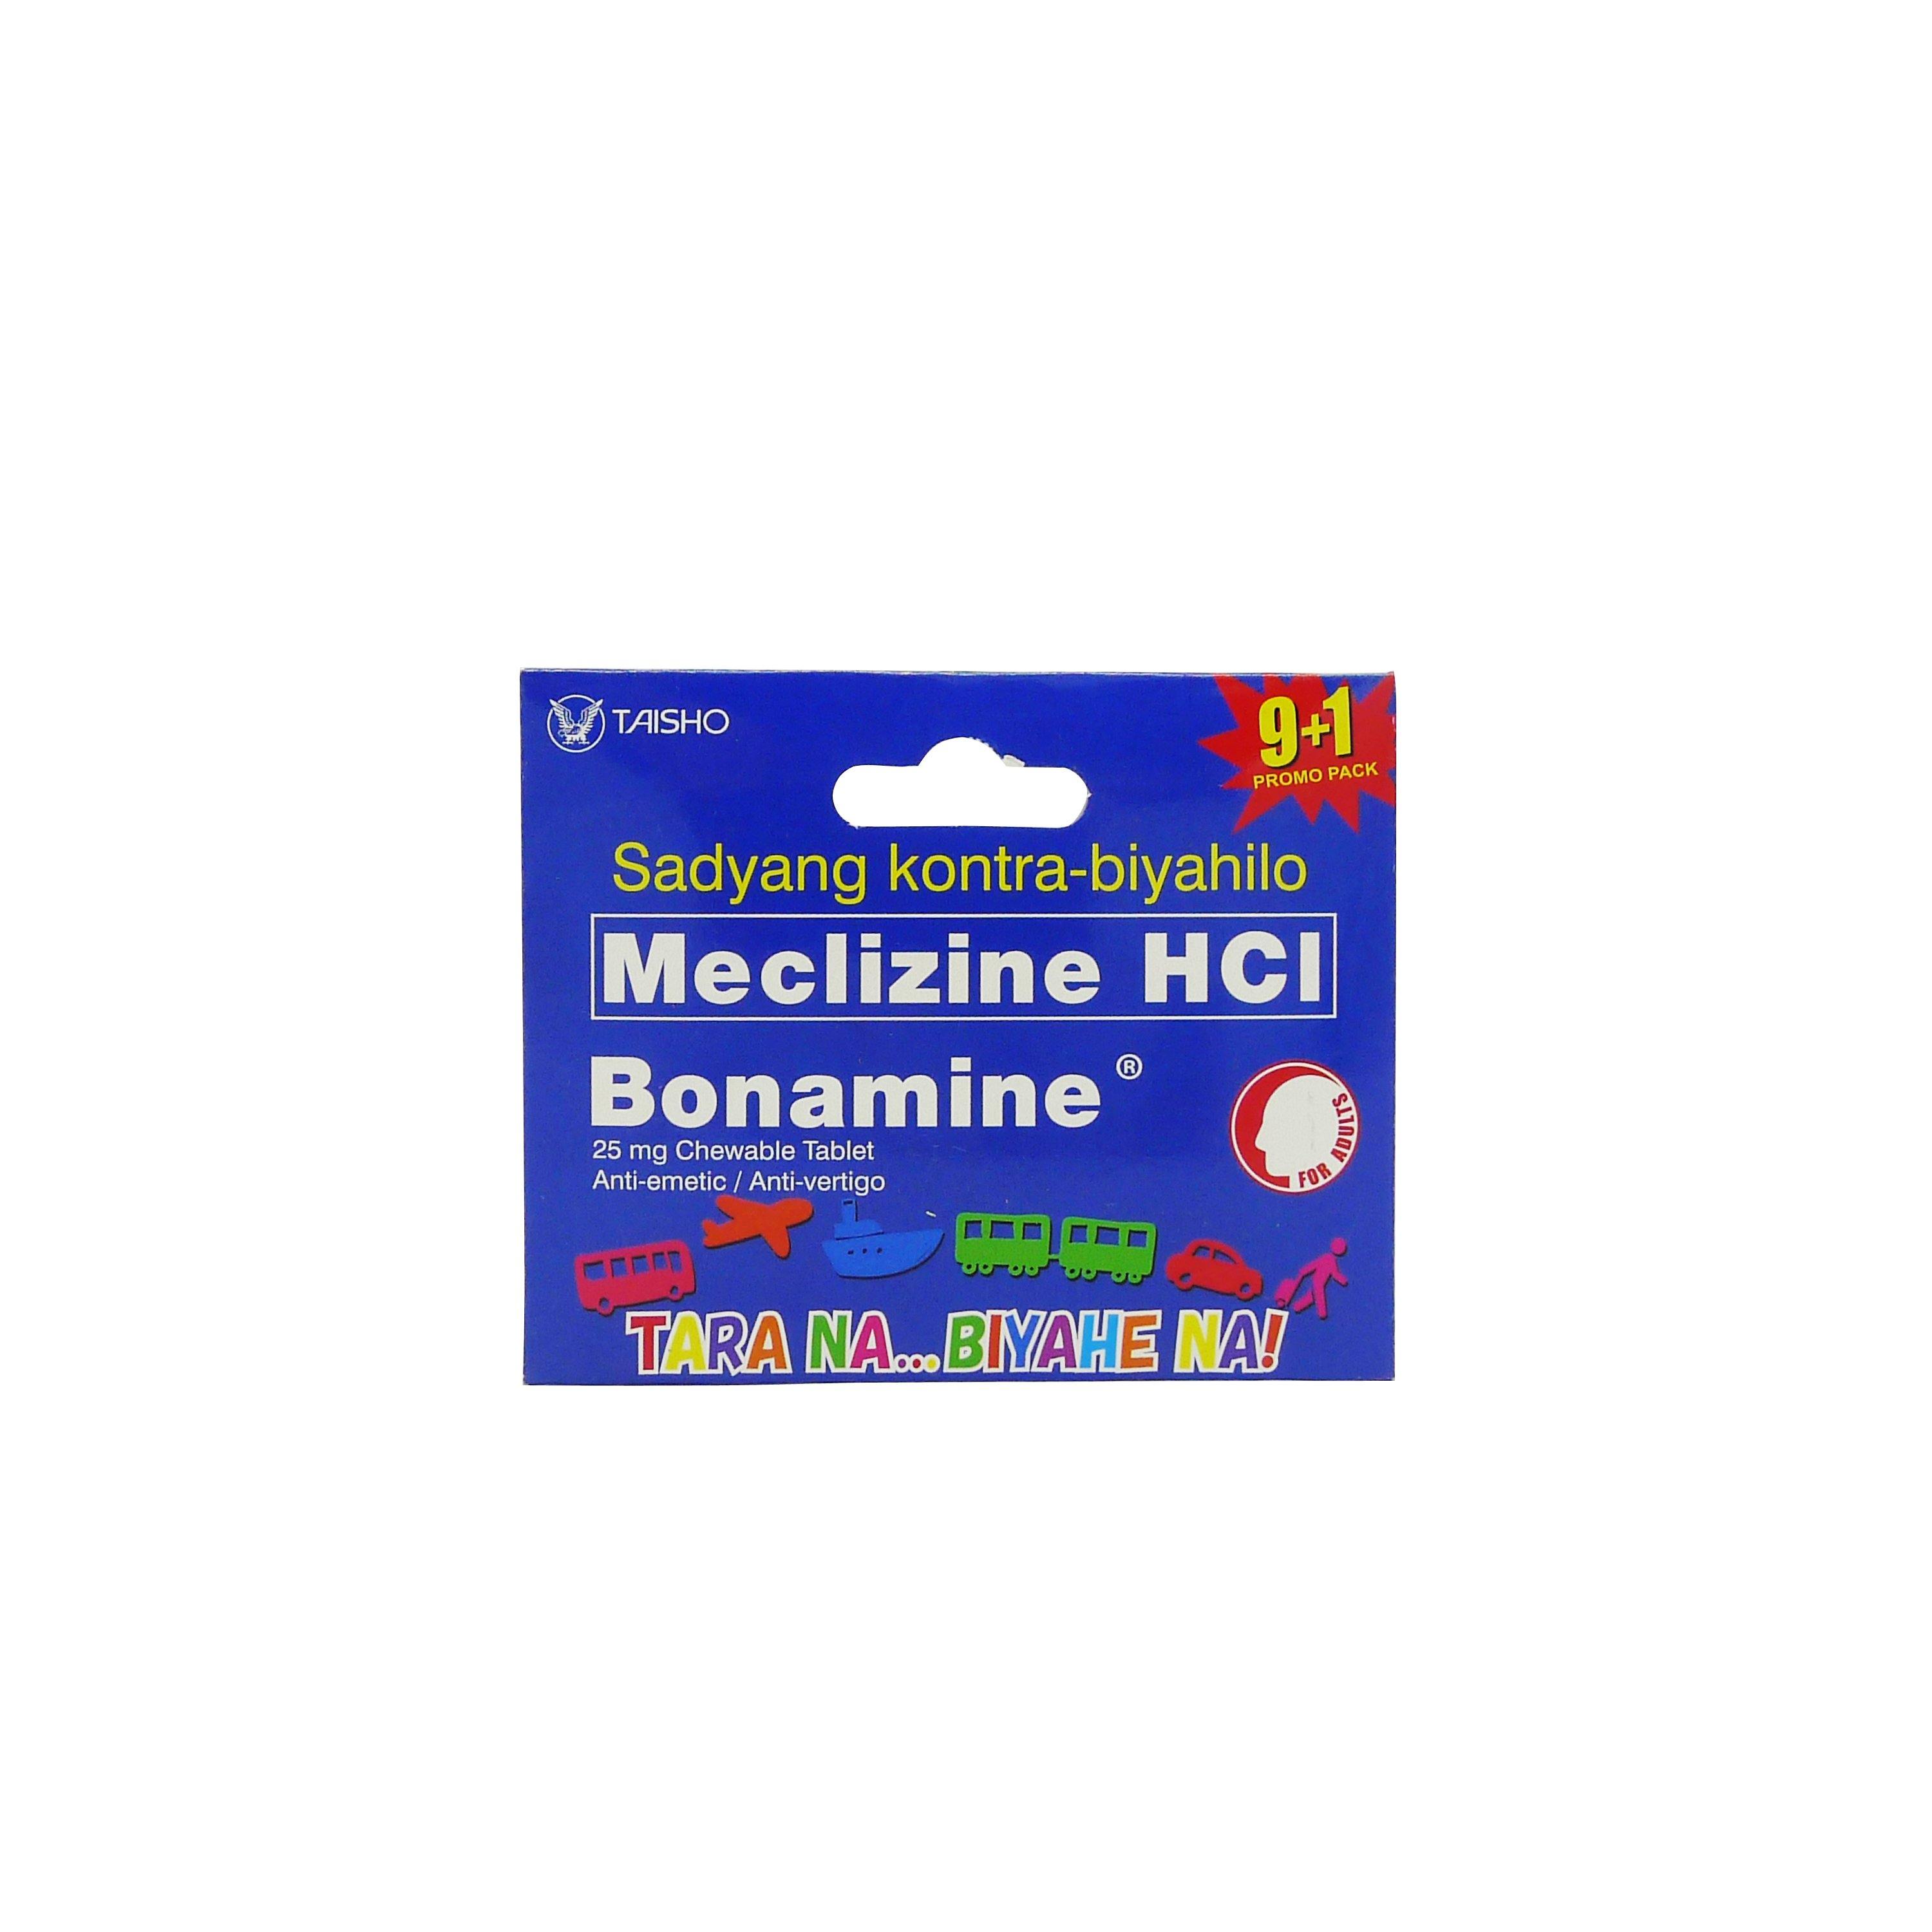 TAISHO
9+1
PROMO PACK
Sadyang kontra-biyahilo
Meclizine HCl
Bonamine®
25 mg Chewable Tablet
Anti-emetic / Anti-vertigo
FOR ADULTS
TARA NA...BIYAHE NA!